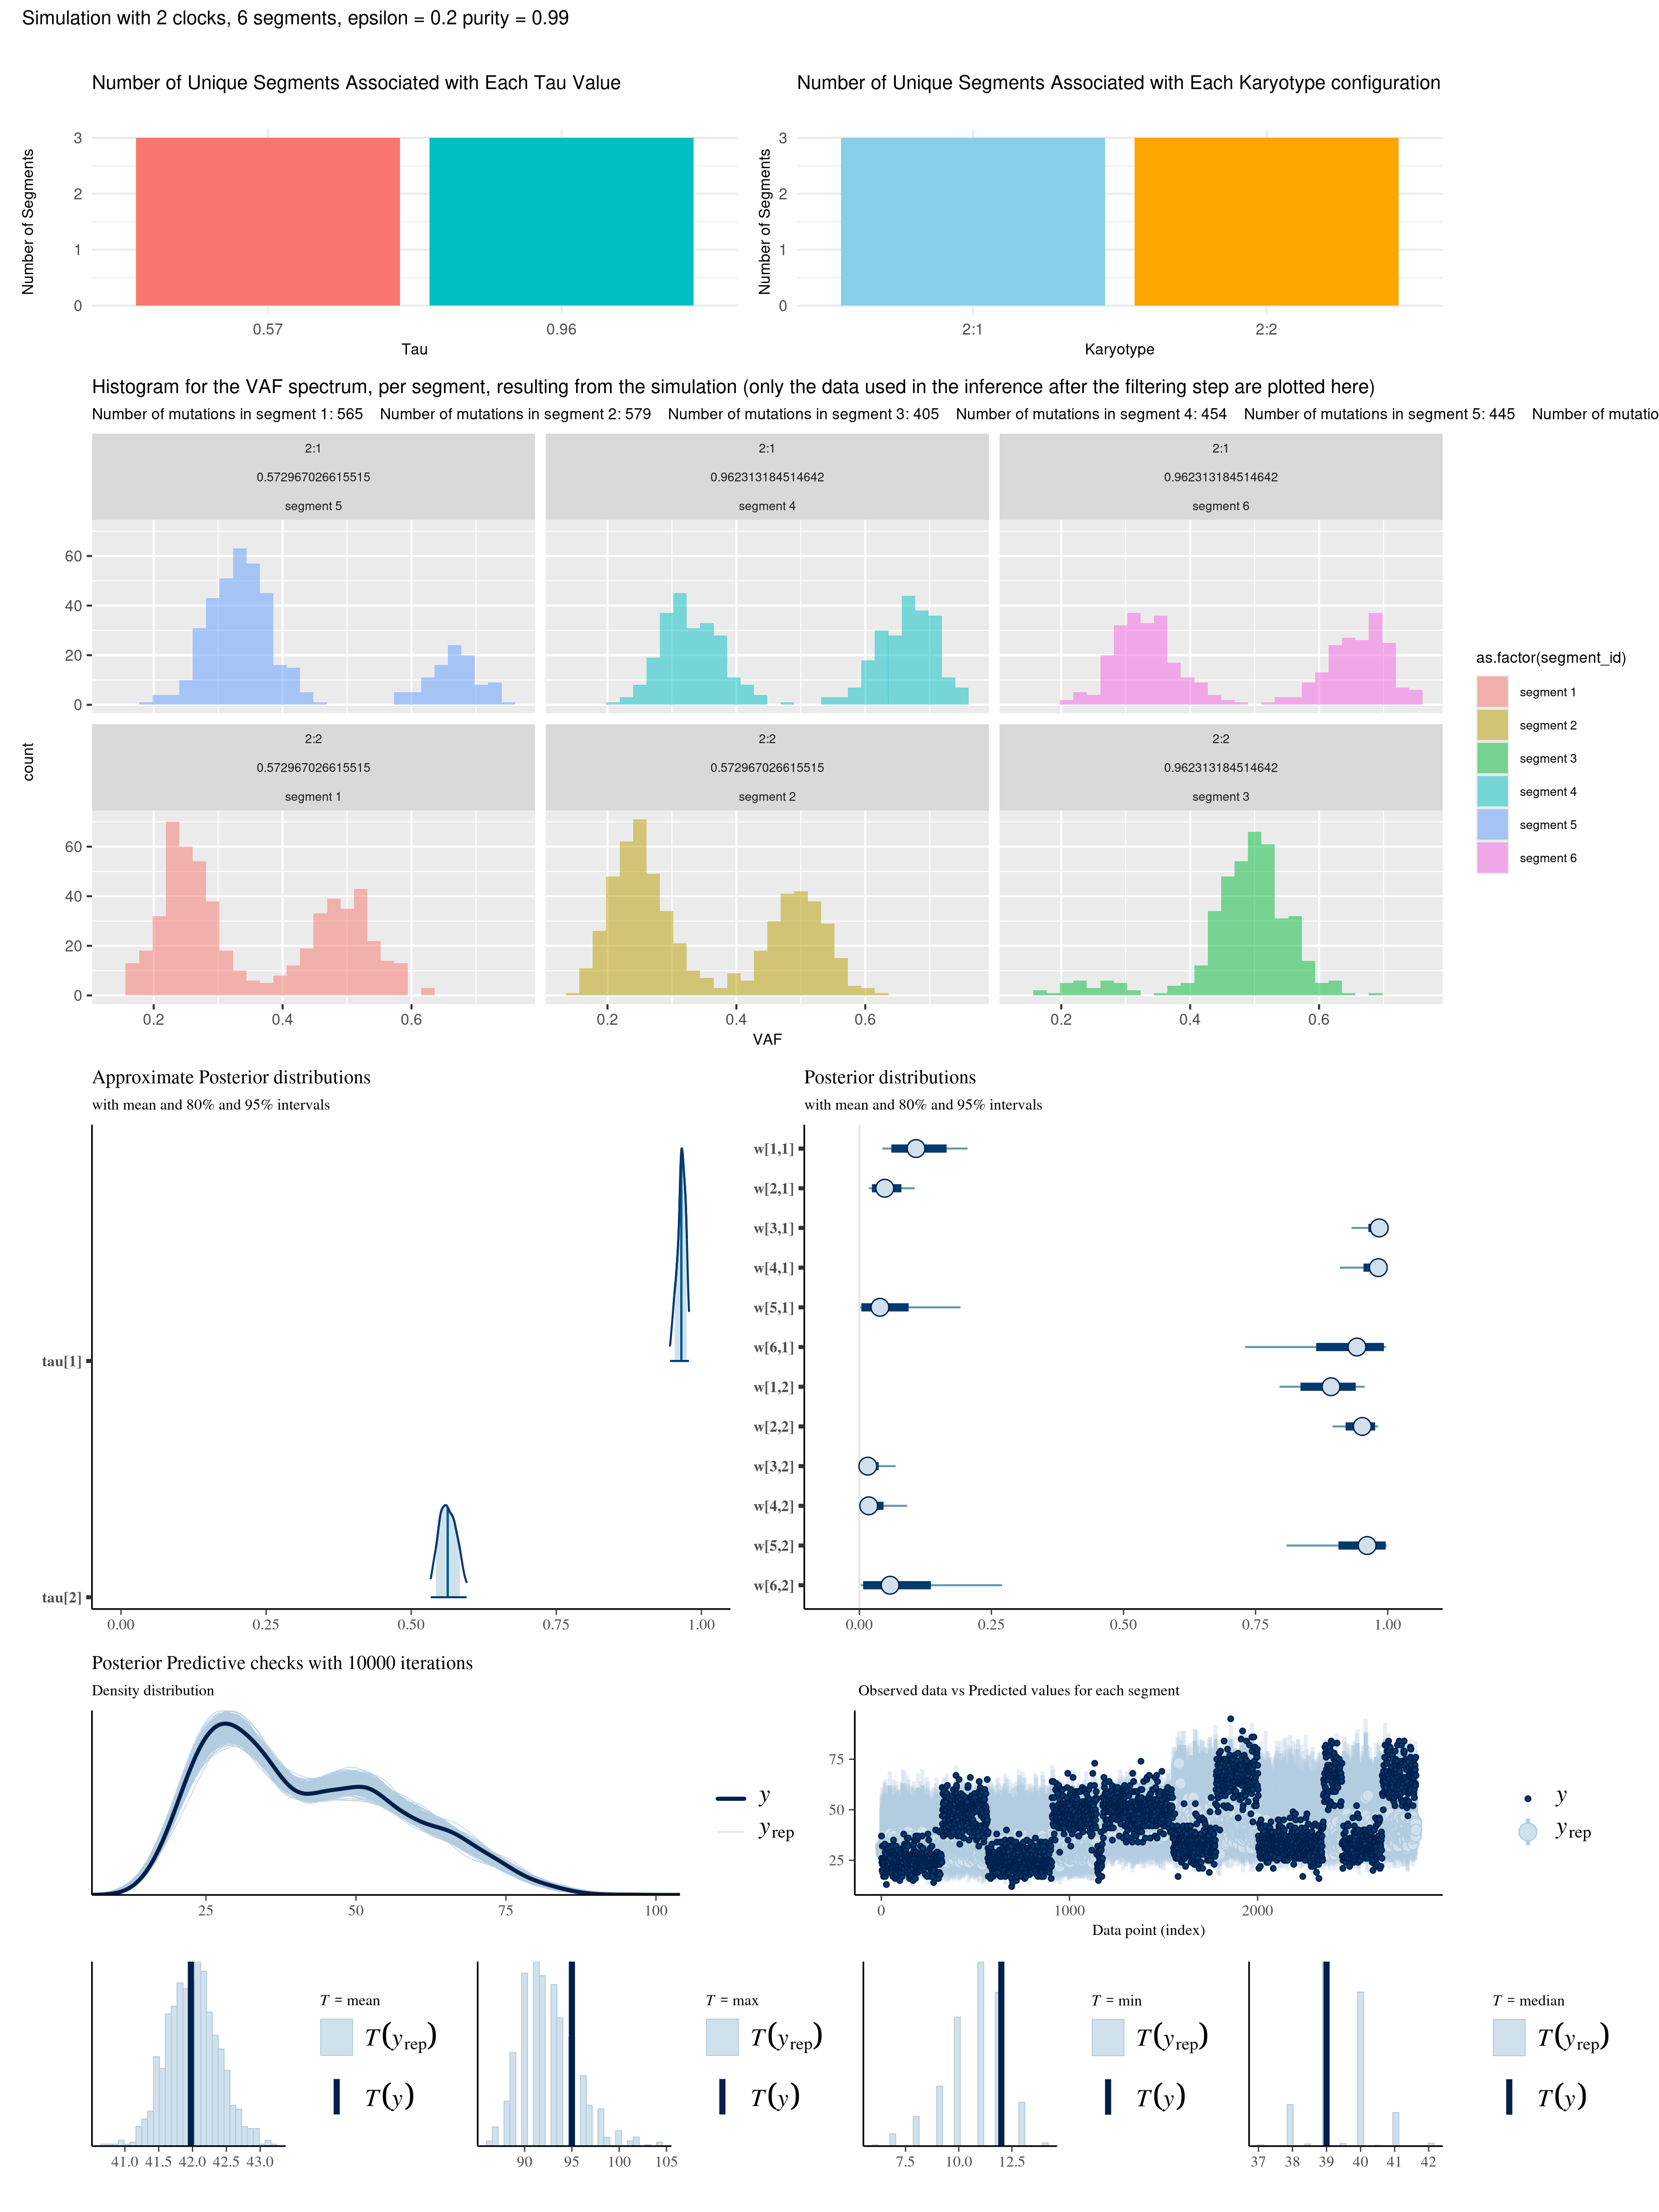 Simulation with 2 clocks, 6 segments, epsilon = 0.2 purity = 0.99
Number of Unique Segments Associated with Each Tau Value
Number of Unique Segments Associated with Each Karyotype configuration
Number of Segments
3
2
1
0
0.57
0.96
Tau
Number of Segments
3
2
1
0
2:1
2:2
Karyotype
Histogram for the VAF spectrum, per segment, resulting from the simulation (only the data used in the inference after the filtering step are plotted here)
Number of mutations in segment 1: 565 Number of mutations in segment 2: 579 Number of mutations in segment 3: 405 Number of mutations in segment 4: 454 Number of mutations in segment 5: 445 Number of mutatio
2:1
0.572967026615515
segment 5
2:1
0.962313184514642
segment 4
2:1
0.962313184514642
segment 6
60
40
20
0
2:2
0.572967026615515
segment 1
2:2
0.572967026615515
segment 2
2:2
0.962313184514642
segment 3
60
40
20
0
count
0.2 0.4 0.6
0.2 0.4 0.6
0.2 0.4 0.6
VAF
as.factor(segment_id)
segment 1
segment 2
segment 3
segment 4
segment 5
segment 6
Approximate Posterior distributions
with mean and 80% and 95% intervals
tau[1]
tau[2]
0.00 0.25 0.50 0.75 1.00
Posterior distributions
with mean and 80% and 95% intervals
w[1,1]
w[2,1]
w[3,1]
w[4,1]
w[5,1]
w[6,1]
w[1,2]
w[2,2]
w[3,2]
w[4,2]
w[5,2]
w[6,2]
0.00 0.25 0.50 0.75 1.00
Posterior Predictive checks with 10000 iterations
Density distribution
25 50 75 100
y
yrep
Observed data vs Predicted values for each segment
75
50
25
0 1000 2000
Data point (index)
y
yrep
41.0 41.5 42.0 42.5 43.0
T = mean
T(yrep)
T(y)
90 95 100 105
T = max
T(yrep)
T(y)
7.5 10.0 12.5
T = min
T(yrep)
T(y)
37 38 39 40 41 42
T = median
T(yrep)
T(y)